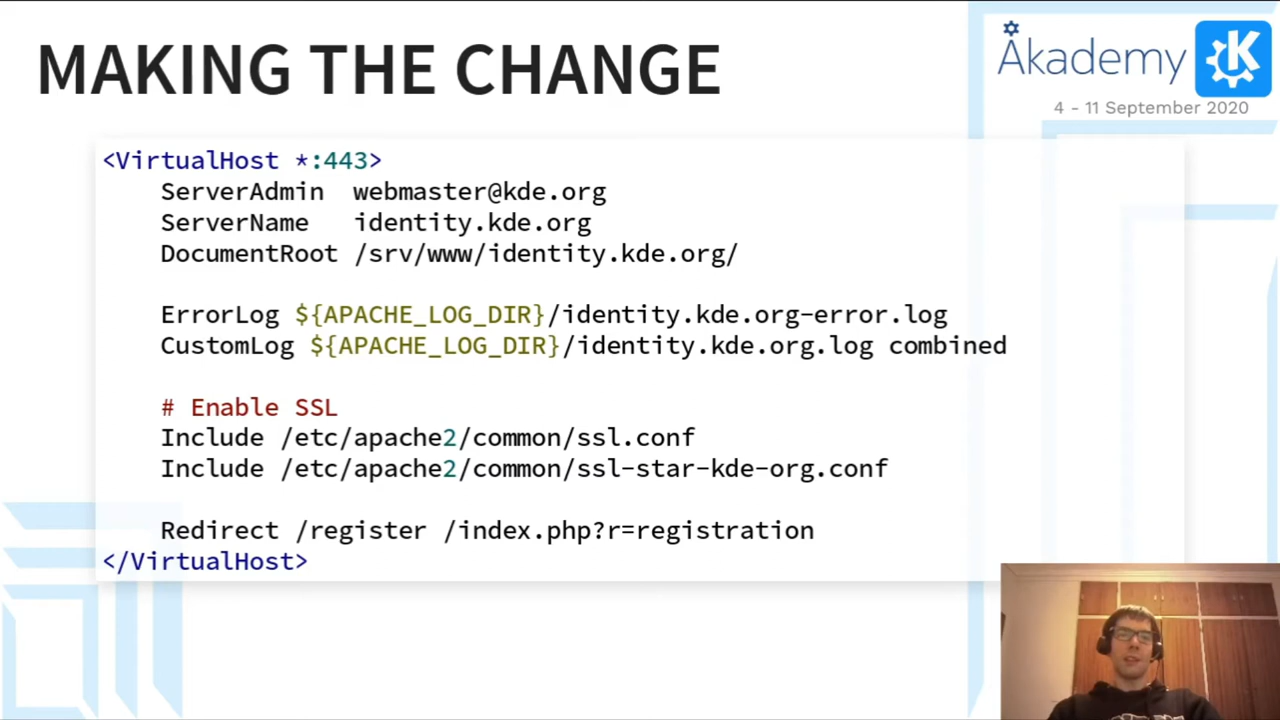 MAKING THE CHANGE
Akademy
4 - 11 September 2020
<VirtualHost *:443>
    ServerAdmin  webmaster@kde.org
    ServerName   identity.kde.org
    DocumentRoot /srv/www/identity.kde.org/

    ErrorLog ${APACHE_LOG_DIR}/identity.kde.org-error.log
    CustomLog ${APACHE_LOG_DIR}/identity.kde.org.log combined

    # Enable SSL
    Include /etc/apache2/common/ssl.conf
    Include /etc/apache2/common/ssl-star-kde-org.conf

    Redirect /register /index.php?r=registration
</VirtualHost>